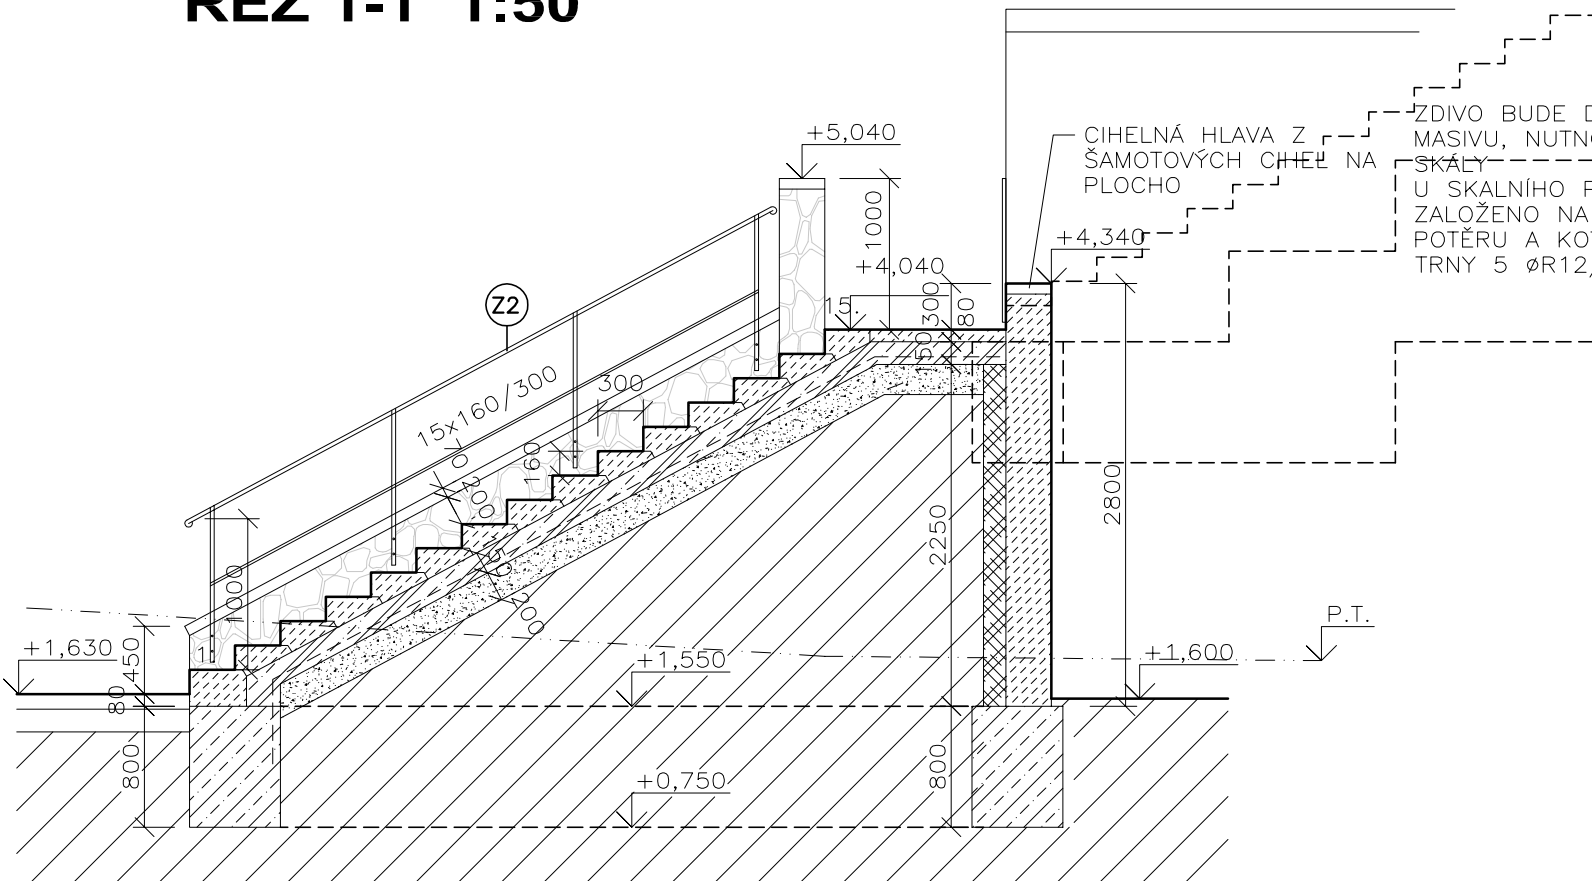 ŘEZ 1-1 1:50
+5,040
CIHELNÁ HLAVA Z
ŠAMOTOVÝCH CIHEL NA
PLOCHO
ZDIVO BUDE
MASIVU,
SKÁLY
U SKALNÍHO
ZALOŽENO NA
POTĚRU A
TRNY 5 øR12,
1000
+4,340
+4,040
15.
300
80
150
Z2
15x160/300
300
160
200
150
200
1000
2800
2250
P.T.
+1,630
450
80
1.
+1,550
+1,600
800
+0,750
800